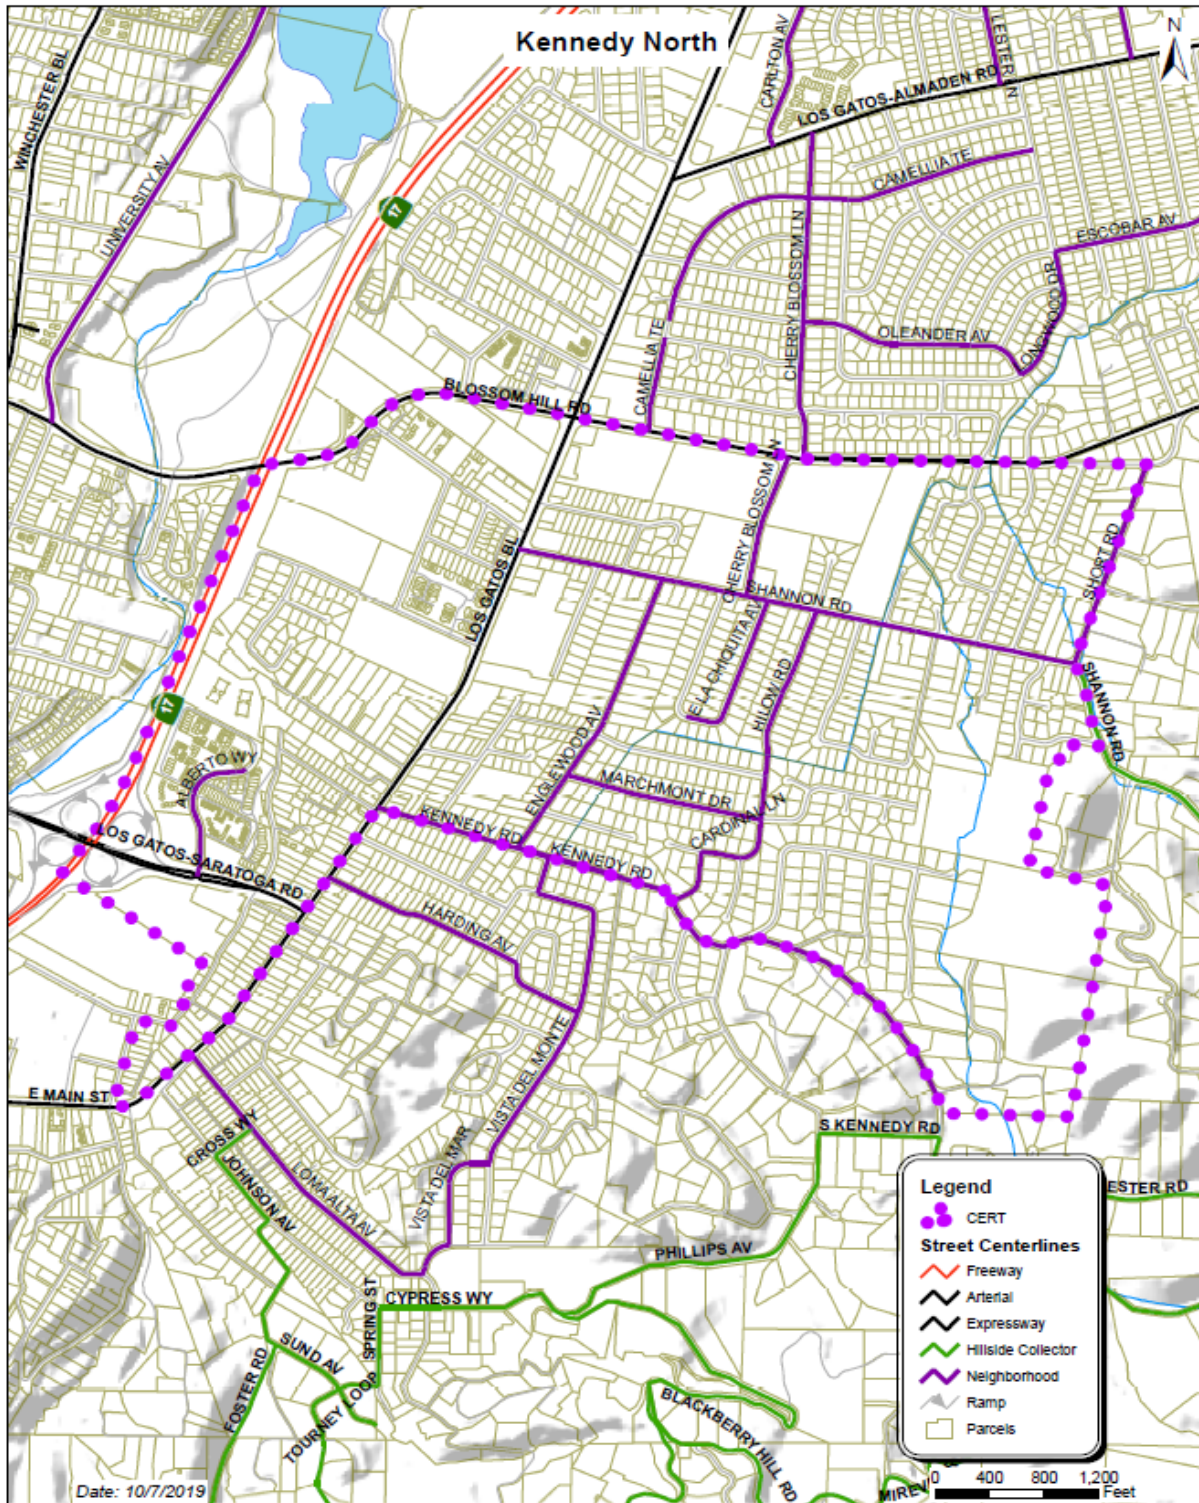 Kennedy North
N
WINCHESTER BL
UNIVERSITY AV
17
CARLTON AV
LESTER LN
LOS GATOS-ALMADEN RD
CAMELLIA TE
ESCOBAR AV
CHERRY BLOSSOM LN
OLEANDER AV
LONGWOOD DR
CAMELLIA TE
BLOSSOM HILL RD
CHERRY BLOSSOM LN
LOS GATOS BL
SHANNON RD
SHORT RD
SHANNON RD
17
ALBERTO WY
ENGLEWOOD AV
E LA CHIQUITA AV
HILOW RD
MARCHMONT DR
CARDINAL LN
KENNEDY RD
KENNEDY RD
LOS GATOS-SARATOGA RD
HARDING AV
VISTA DEL MONTE
E MAIN ST
CROSS WY
JOHNSON AV
LOMA ALTA AV
VISTA DEL MAR
S KENNEDY RD
PHILLIPS AV
ESTER RD
SPRING ST
CYPRESS WY
SUND AV
FOSTER RD
TOURNEY LOOP
BLACKBERRY HILL RD
Legend
CERT
Street Centerlines
Freeway
Arterial
Expressway
Hillside Collector
Neighborhood
Ramp
Parcels
0 400 800 1,200
Feet
Date: 10/7/2019